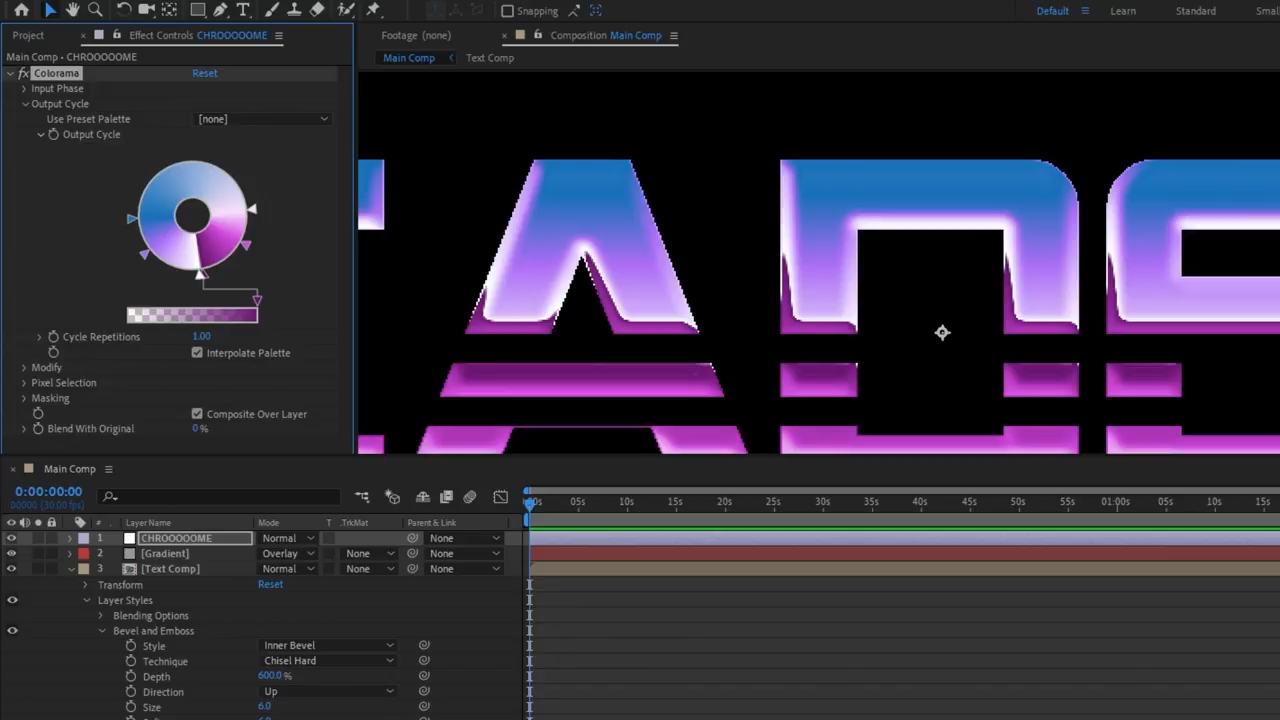 Snapping
Default
Learn
Standard
Project
Effect Controls CHROOOOOME
Footage (none)
Composition Main Comp
Main Comp • CHROOOOOME
Main Comp
Text Comp
fx Colorama
Reset
Input Phase
Output Cycle
Use Preset Palette
[none]
Output Cycle
Cycle Repetitions
1.00
Interpolate Palette
Modify
Pixel Selection
Masking
Composite Over Layer
Blend With Original
0 %
Main Comp
0:00:00:00
00000 (30.00 fps)
05s 10s 15s 20s 25s 30s 35s 40s 45s 50s 55s 01:00s 05s 10s 15s
# Layer Name Mode T .TrkMat Parent & Link
1 CHROOOOOME Normal None
2 [Gradient] Overlay None None
3 [Text Comp] Normal None None
Transform Reset
Layer Styles
Blending Options
Bevel and Emboss
Style Inner Bevel
Technique Chisel Hard
Depth 600.0 %
Direction Up
Size 6.0